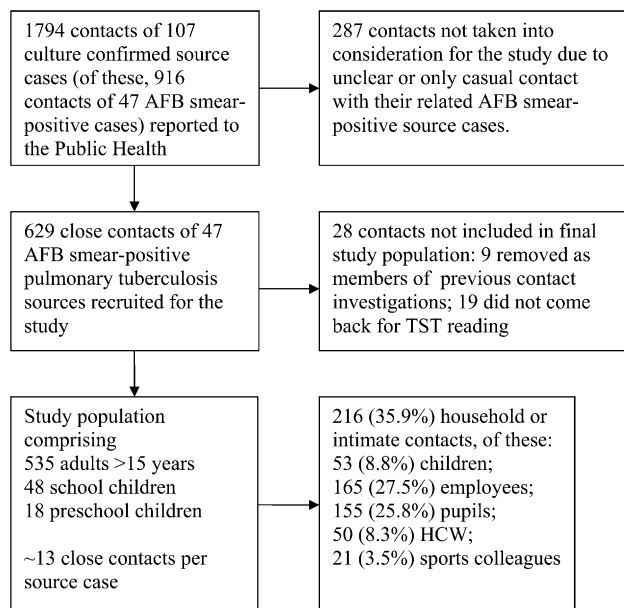 1794 contacts of 107
culture confirmed source
cases (of these, 916
contacts of 47 AFB smear-
positive cases) reported to
the Public Health
287 contacts not taken into
consideration for the study due to
unclear or only casual contact
with their related AFB smear-
positive source cases.
629 close contacts of 47
AFB smear-positive
pulmonary tuberculosis
sources recruited for the
study
28 contacts not included in final
study population: 9 removed as
members of previous contact
investigations; 19 did not come
back for TST reading
Study population
comprising
535 adults >15 years
48 school children
18 preschool children
~13 close contacts per
source case
216 (35.9%) household or
intimate contacts, of these:
53 (8.8%) children;
165 (27.5%) employees;
155 (25.8%) pupils;
50 (8.3%) HCW;
21 (3.5%) sports colleagues